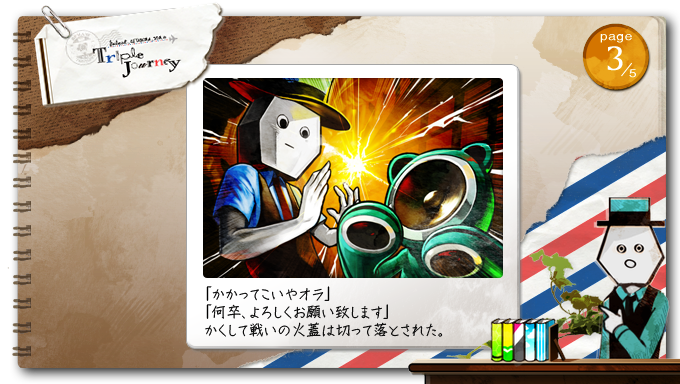 Triple
Journey
page
3/5
「かかってこいやオラ」
「何卒、よろしくお願い致します」
かくして戦いの火蓋は切って落とされた。